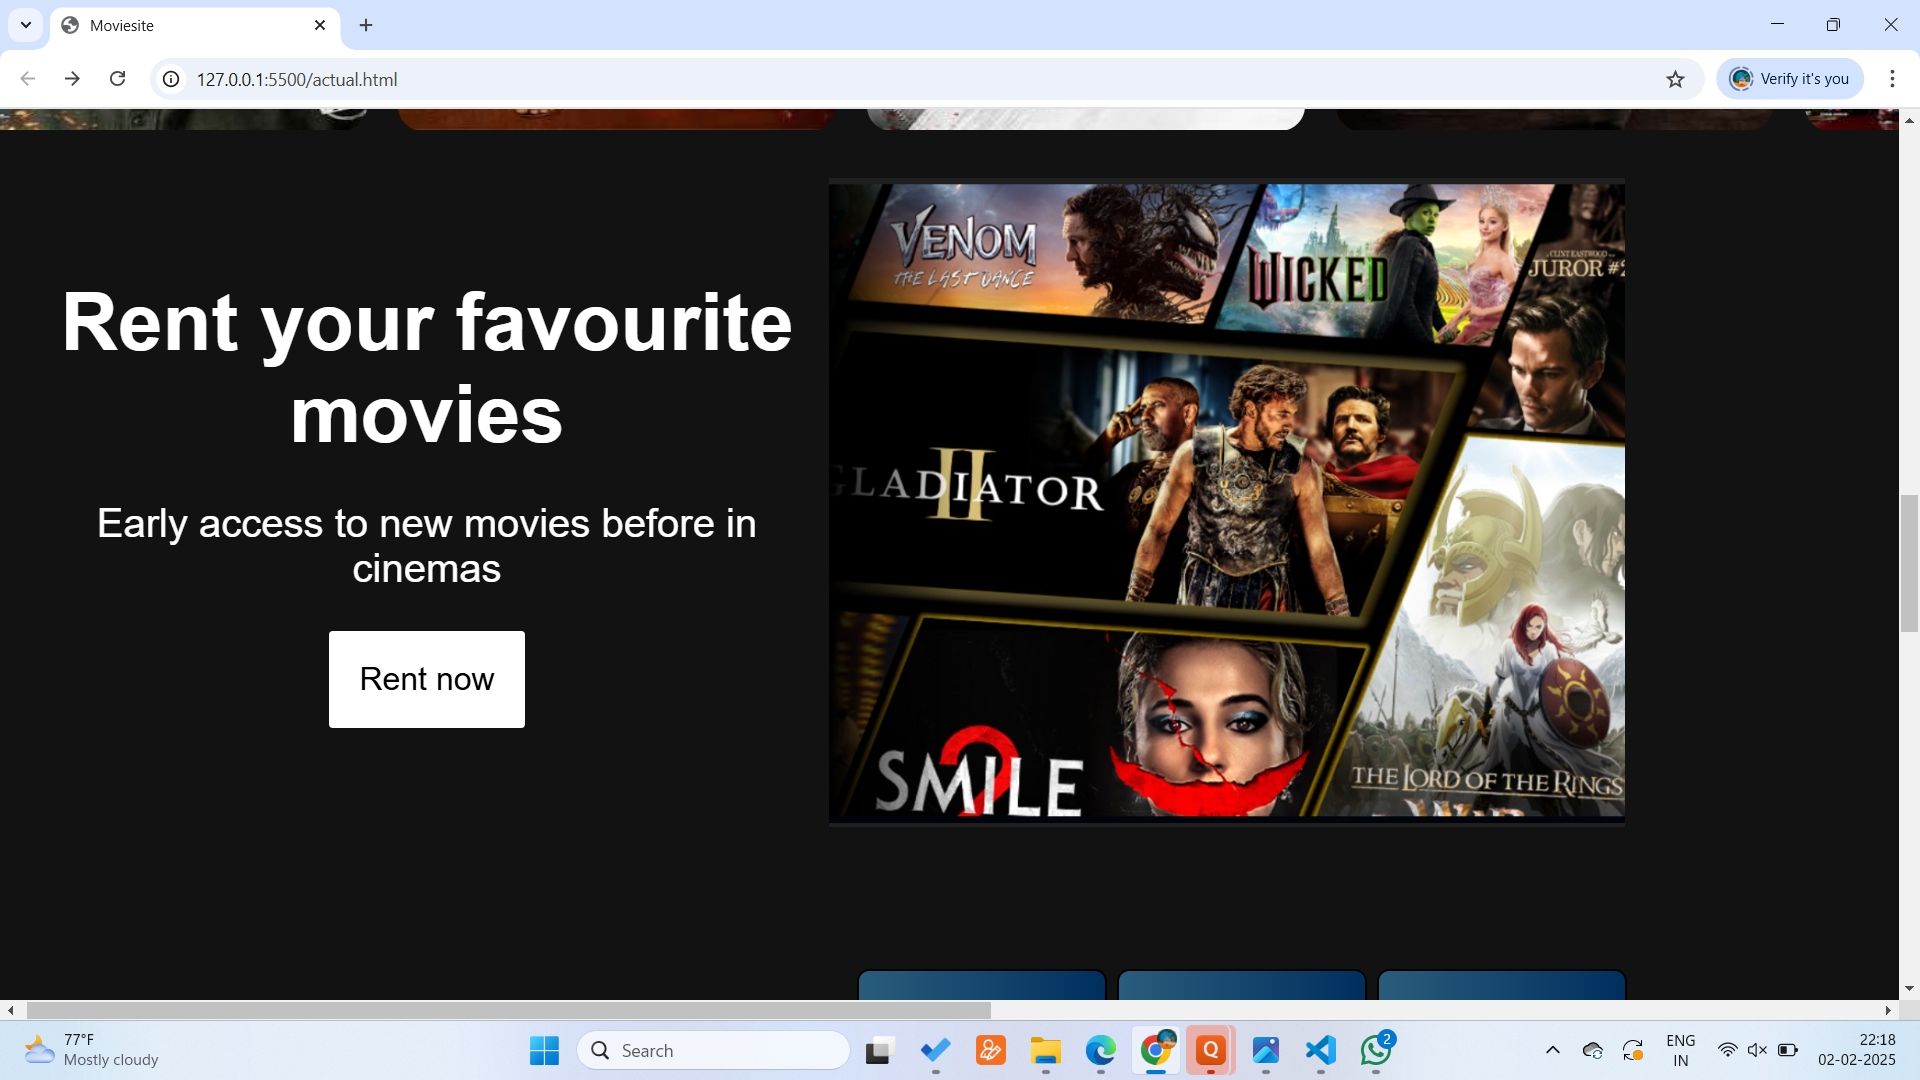 Moviesite
127.0.0.1:5500/actual.html
Verify it's you
VENOM
THE LAST DANCE
WICKED
CLINT EASTWOOD
JUROR #2
Rent your favourite
movies
GLADIATOR
II
Early access to new movies before in
cinemas
Rent now
SMILE
2
THE LORD OF THE RINGS
77°F
Mostly cloudy
Search
2
ENG
IN
22:18
02-02-2025